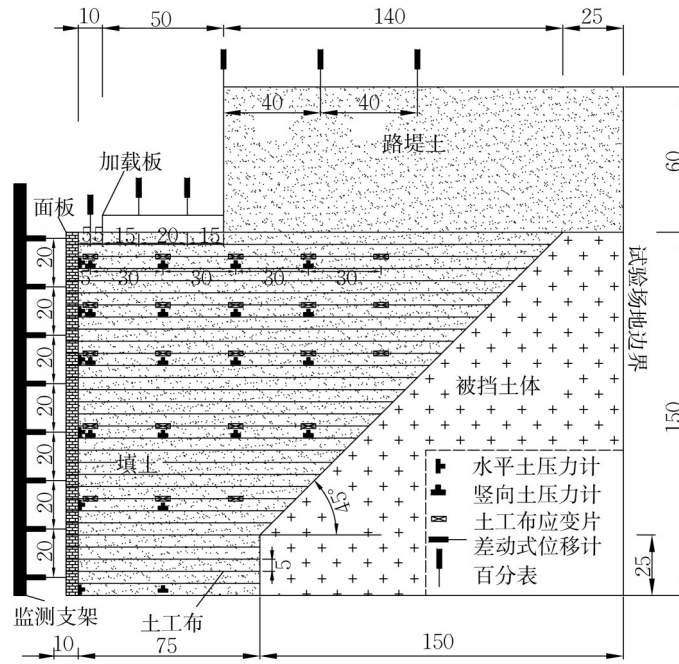 10 50 140 25
40 40
路堤土
60
加载板
面板
5 5 15 20 15
5 30 30 30 30
20
20
20
20
20
20
20
试验场地边界
150
被挡土体
填土
45°
水平土压力计
竖向土压力计
土工布应变片
差动式位移计
百分表
5
25
监测支架
土工布
10 75 150